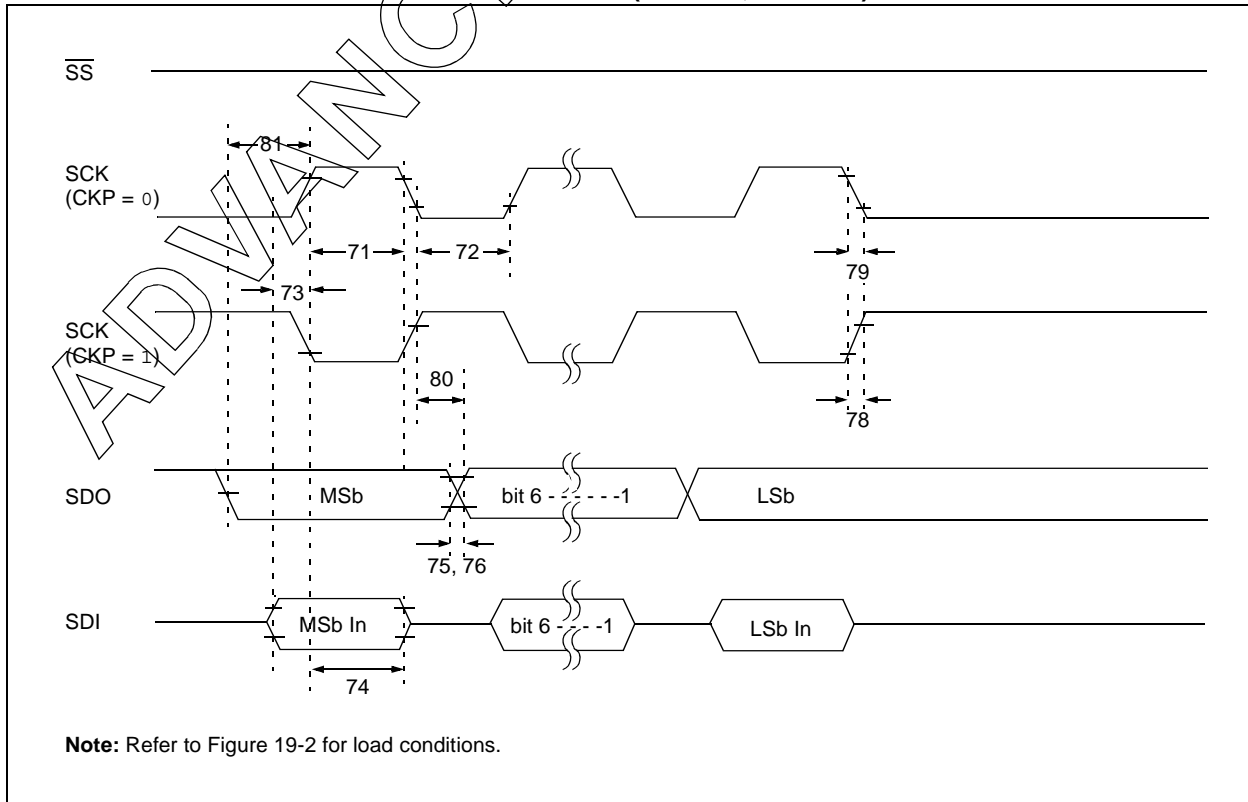 SS
81
SCK
(CKP = 0)
71
72
79
73
SCK
(CKP = 1)
80
78
SDO
MSb
bit 6 - - - - - -1
LSb
75, 76
SDI
MSb In
bit 6 - - - - -1
LSb In
74
Note: Refer to Figure 19-2 for load conditions.
ADVANC